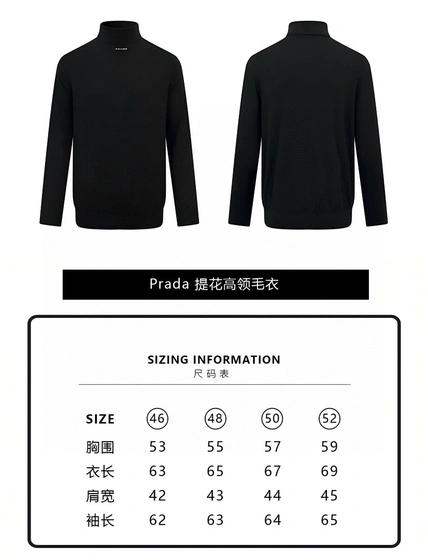 Prada 提花高领毛衣
SIZING INFORMATION
尺码表
SIZE 46 48 50 52
胸围 53 55 57 59
衣长 63 65 67 69
肩宽 42 43 44 45
袖长 62 63 64 65